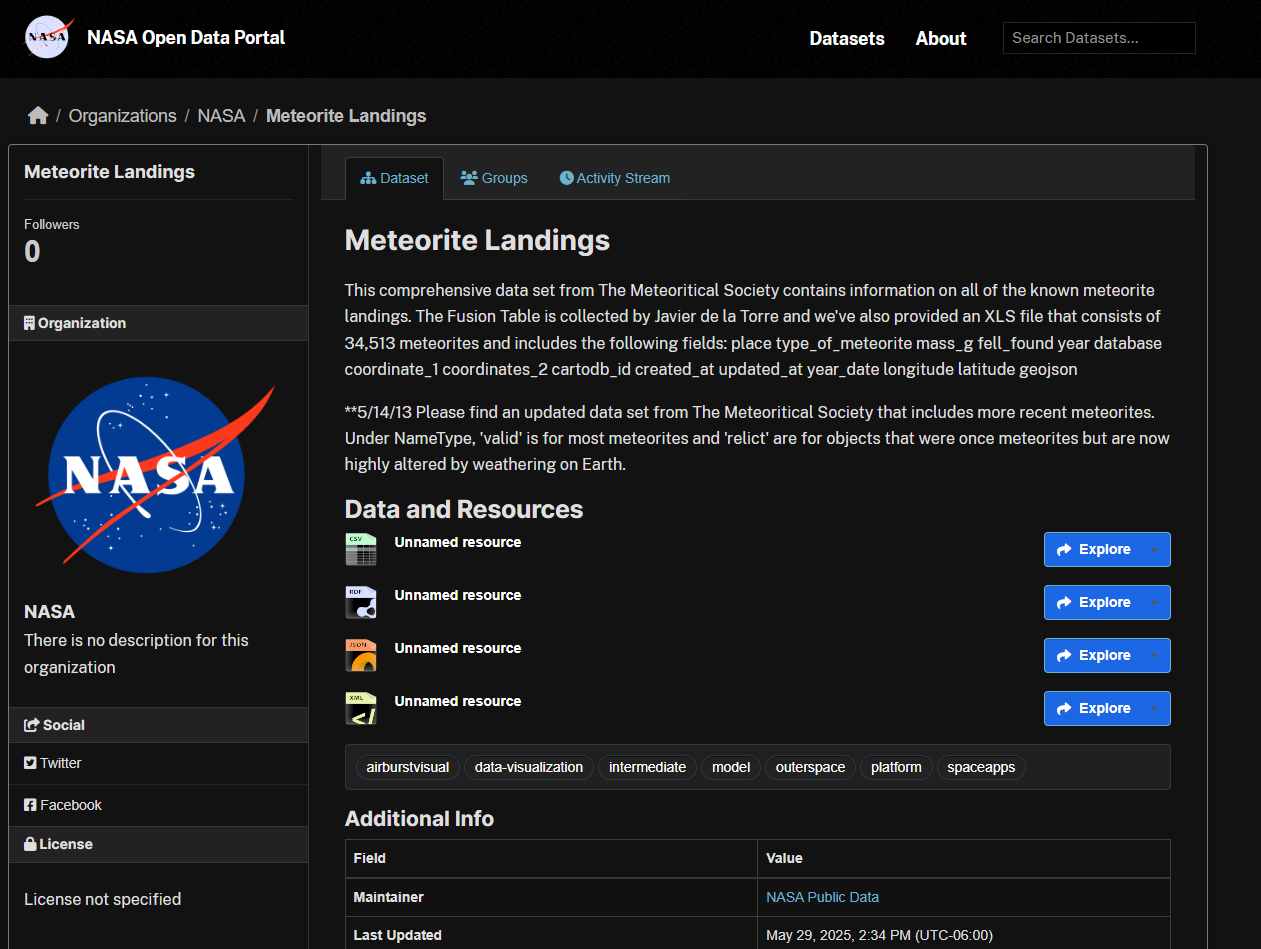 NASA
NASA Open Data Portal
Datasets
About
Search Datasets...
/ Organizations / NASA / Meteorite Landings
Meteorite Landings
Followers
0
Organization
NASA
NASA
There is no description for this
organization
Social
Twitter
Facebook
License
License not specified
Dataset
Groups
Activity Stream
Meteorite Landings
This comprehensive data set from The Meteoritical Society contains information on all of the known meteorite
landings. The Fusion Table is collected by Javier de la Torre and we've also provided an XLS file that consists of
34,513 meteorites and includes the following fields: place type_of_meteorite mass_g fell_found year database
coordinate_1 coordinates_2 cartodb_id created_at updated_at year_date longitude latitude geojson
**5/14/13 Please find an updated data set from The Meteoritical Society that includes more recent meteorites.
Under NameType, 'valid' is for most meteorites and 'relict' are for objects that were once meteorites but are now
highly altered by weathering on Earth.
Data and Resources
CSV
Unnamed resource
Explore
RDF
Unnamed resource
Explore
JSON
Unnamed resource
Explore
XML
</
Unnamed resource
Explore
airburstvisual
data-visualization
intermediate
model
outerspace
platform
spaceapps
Additional Info
Field
Value
Maintainer
NASA Public Data
Last Updated
May 29, 2025, 2:34 PM (UTC-06:00)